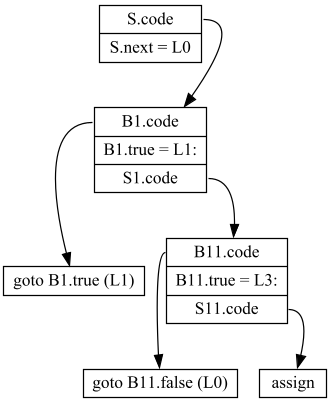 S.code
S.next = L0
B1.code
B1.true = L1:
S1.code
goto B1.true (L1)
B11.code
B11.true = L3:
S11.code
goto B11.false (L0)
assign